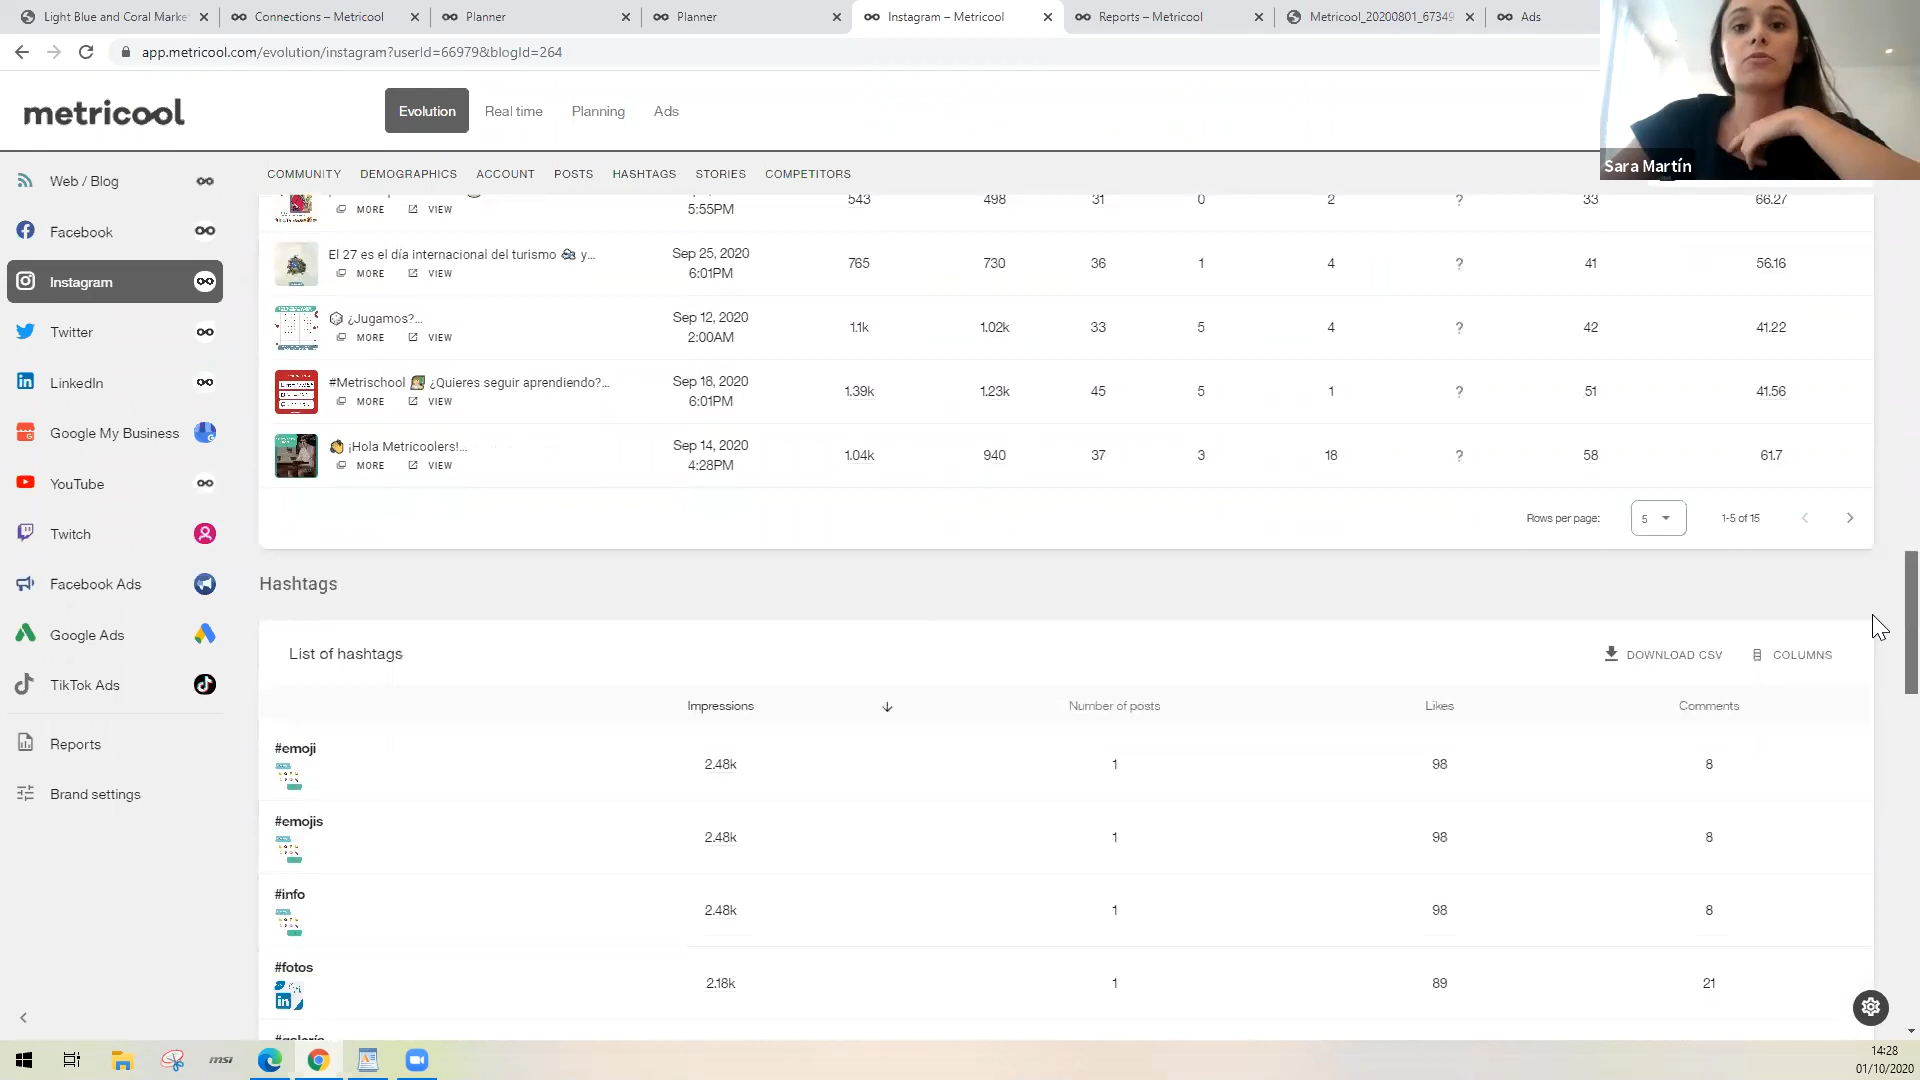 Light Blue and Coral Marke
Connections – Metricool
Planner
Planner
Instagram – Metricool
Reports – Metricool
Metricool_20200801_67349
Ads
app.metricool.com/evolution/instagram?userId=66979&blogId=264
metricool
Evolution
Real time
Planning
Ads
Sara Martín
Web / Blog
Facebook
Instagram
Twitter
LinkedIn
Google My Business
YouTube
Twitch
Facebook Ads
Google Ads
TikTok Ads
Reports
Brand settings
COMMUNITY DEMOGRAPHICS ACCOUNT POSTS HASHTAGS STORIES COMPETITORS
MORE VIEW 5:55PM 543 498 31 0 2 ? 33 66.27
El 27 es el día internacional del turismo y...
MORE VIEW
Sep 25, 2020
6:01PM
765 730 36 1 4 ? 41 56.16
¿Jugamos?...
MORE VIEW
Sep 12, 2020
2:00AM
1.1k 1.02k 33 5 4 ? 42 41.22
#Metrischool ¿Quieres seguir aprendiendo?...
MORE VIEW
Sep 18, 2020
6:01PM
1.39k 1.23k 45 5 1 ? 51 41.56
¡Hola Metricoolers!...
MORE VIEW
Sep 14, 2020
4:28PM
1.04k 940 37 3 18 ? 58 61.7
Rows per page: 5 1-5 of 15
Hashtags
List of hashtags
DOWNLOAD CSV COLUMNS
Impressions Number of posts Likes Comments
#emoji
2.48k 1 98 8
#emojis
2.48k 1 98 8
#info
2.48k 1 98 8
#fotos
2.18k 1 89 21
msi
14:28
01/10/2020